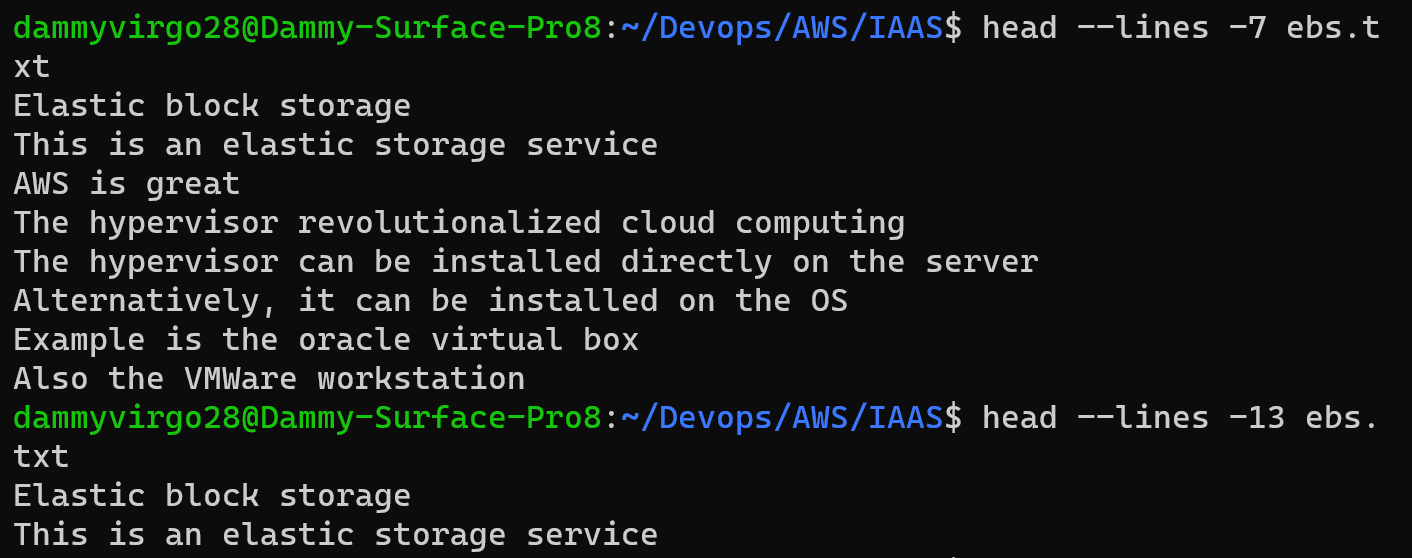 dammyvirgo28@Dammy-Surface-Pro8:~/Devops/AWS/IAAS$ head --lines -7 ebs.t
xt
Elastic block storage
This is an elastic storage service
AWS is great
The hypervisor revolutionalized cloud computing
The hypervisor can be installed directly on the server
Alternatively, it can be installed on the OS
Example is the oracle virtual box
Also the VMWare workstation
dammyvirgo28@Dammy-Surface-Pro8:~/Devops/AWS/IAAS$ head --lines -13 ebs.
txt
Elastic block storage
This is an elastic storage service